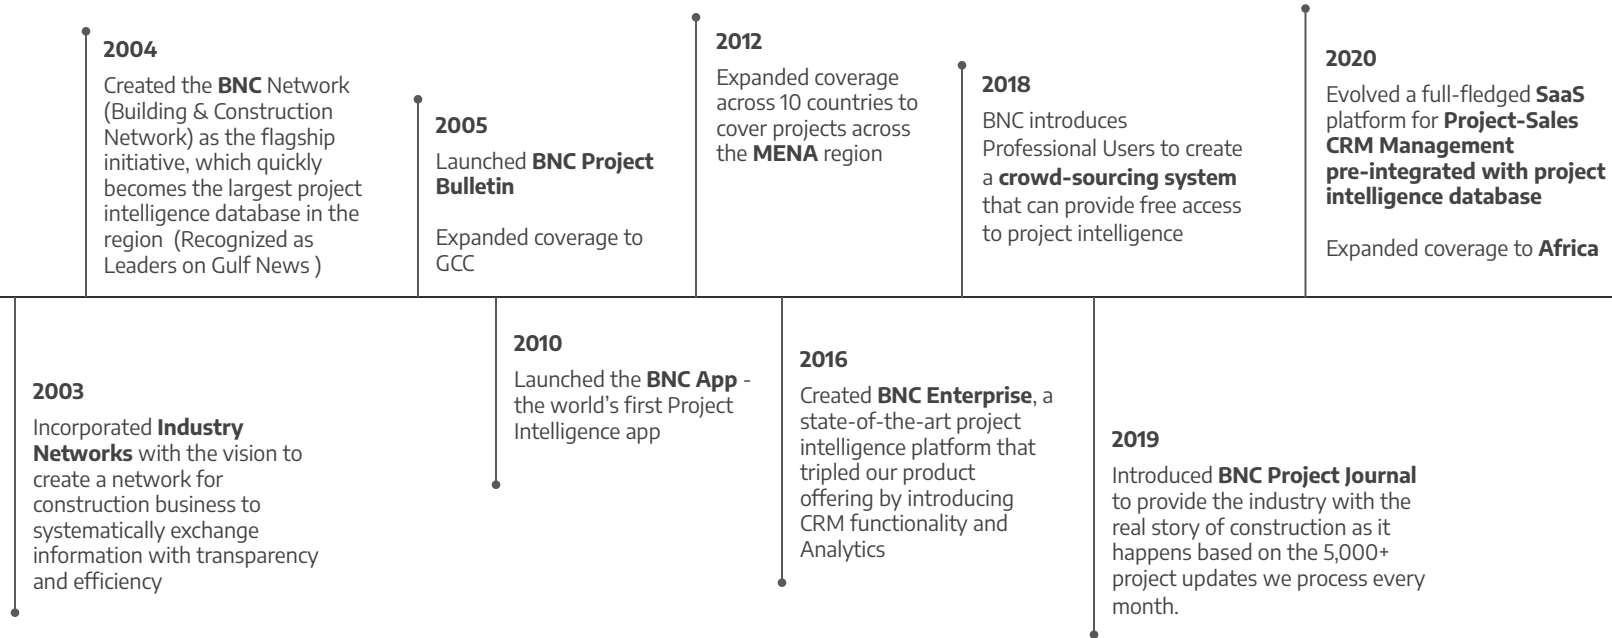 2004
Created the BNC Network
(Building & Construction
Network) as the flagship
initiative, which quickly
becomes the largest project
intelligence database in the
region  (Recognized as
Leaders on Gulf News )
2005
Launched BNC Project
Bulletin
Expanded coverage to
GCC
2012
Expanded coverage
across 10 countries to
cover projects across
the MENA region
2018
BNC introduces
Professional Users to create
a crowd-sourcing system
that can provide free access
to project intelligence
2020
Evolved a full-fledged SaaS
platform for Project-Sales
CRM Management
pre-integrated with project
intelligence database
Expanded coverage to Africa
2003
Incorporated Industry
Networks with the vision to
create a network for
construction business to
systematically exchange
information with transparency
and efficiency
2010
Launched the BNC App -
the world’s first Project
Intelligence app
2016
Created BNC Enterprise, a
state-of-the-art project
intelligence platform that
tripled our product
offering by introducing
CRM functionality and
Analytics
2019
Introduced BNC Project Journal
to provide the industry with the
real story of construction as it
happens based on the 5,000+
project updates we process every
month.